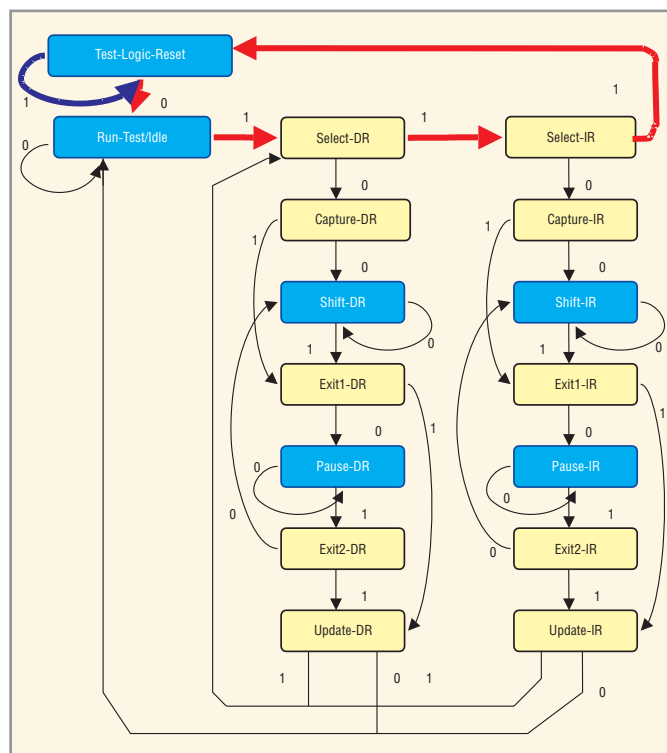 Test-Logic-Reset
1
1
0
1
1
Run-Test/Idle
Select-DR
Select-IR
0
0
0
Capture-DR
Capture-IR
1
1
0
0
Shift-DR
Shift-IR
0
0
1
1
Exit1-DR
Exit1-IR
1
1
0
0
Pause-DR
Pause-IR
0
0
0
1
1
Exit2-DR
Exit2-IR
0
1
1
Update-DR
Update-IR
1
0
1
0